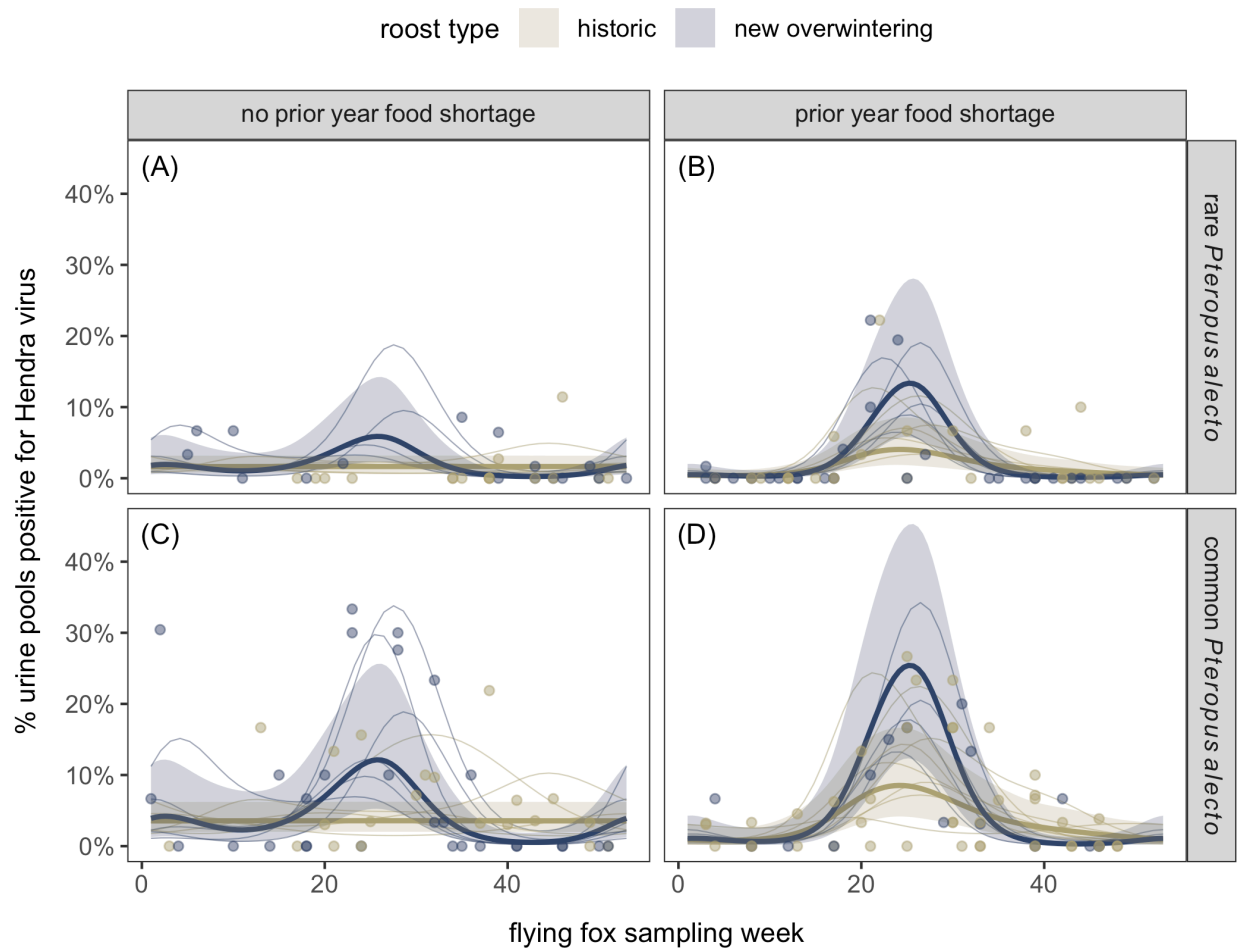 roost type historic new overwintering
no prior year food shortage
prior year food shortage
(A)
(B)
40%
30%
20%
10%
0%
rare Pteropus alecto
(C)
(D)
40%
30%
20%
10%
0%
common Pteropus alecto
0 20 40
0 20 40
flying fox sampling week
% urine pools positive for Hendra virus